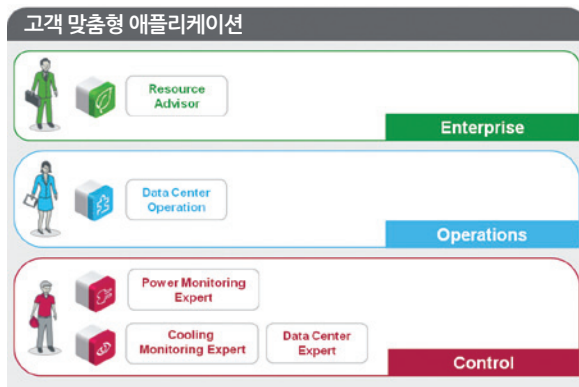 고객 맞춤형 애플리케이션
Resource
Advisor
Enterprise
Data Center
Operation
Operations
Power Monitoring
Expert
Cooling
Monitoring Expert
Data Center
Expert
Control